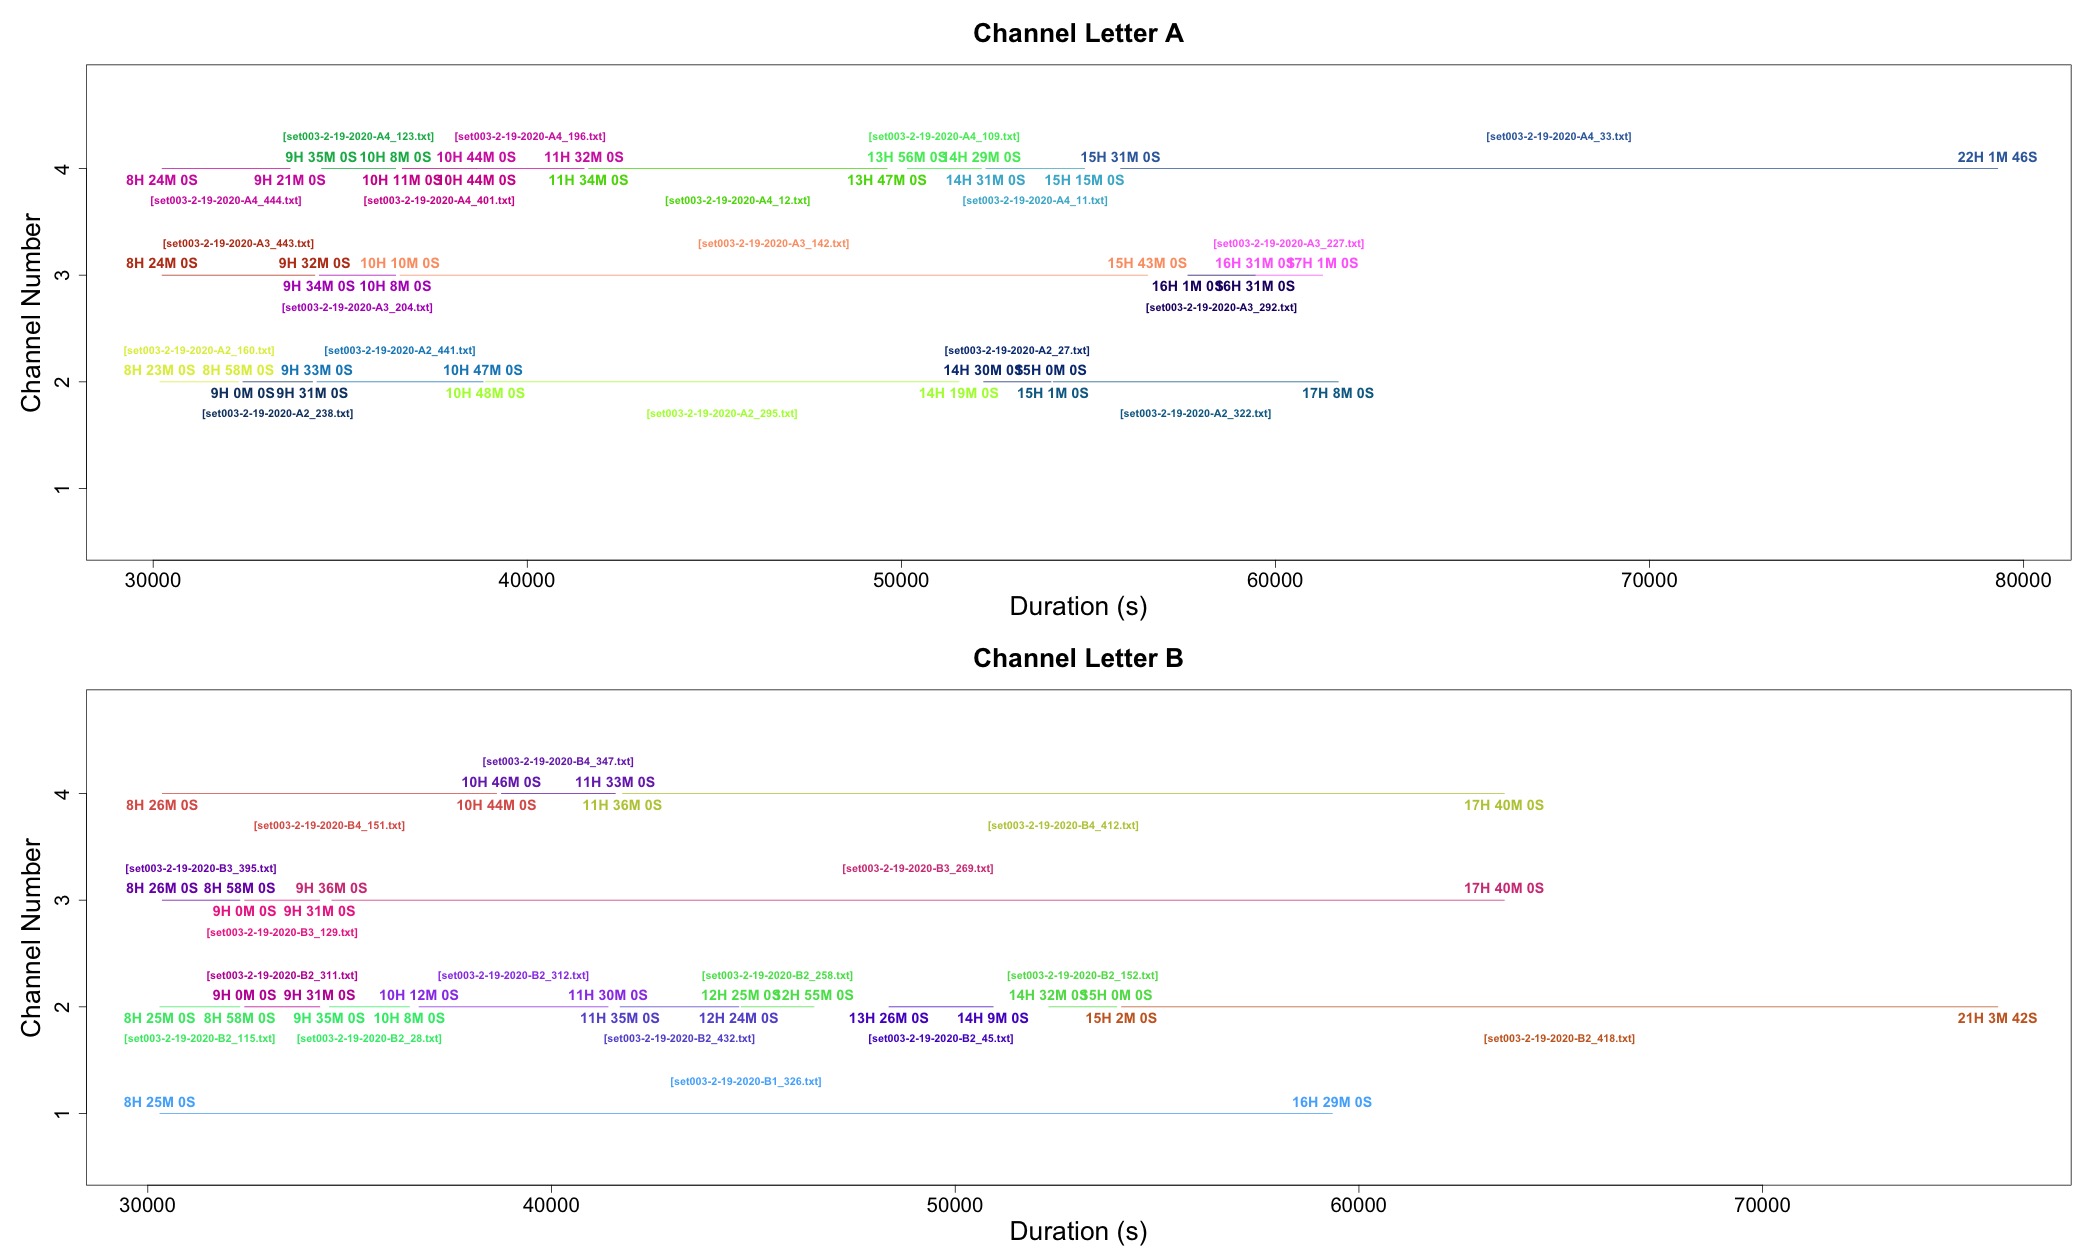 Channel Letter A
Channel Number
4
[set003-2-19-2020-A4_123.txt] [set003-2-19-2020-A4_196.txt] [set003-2-19-2020-A4_109.txt] [set003-2-19-2020-A4_33.txt]
9H 35M 0S 10H 8M 0S 10H 44M 0S 11H 32M 0S 13H 56M 0S 14H 29M 0S 15H 31M 0S 22H 1M 46S
8H 24M 0S 9H 21M 0S 10H 11M 0S 10H 44M 0S 11H 34M 0S 13H 47M 0S 14H 31M 0S 15H 15M 0S
[set003-2-19-2020-A4_444.txt] [set003-2-19-2020-A4_401.txt] [set003-2-19-2020-A4_12.txt] [set003-2-19-2020-A4_11.txt]
3
[set003-2-19-2020-A3_443.txt] [set003-2-19-2020-A3_142.txt] [set003-2-19-2020-A3_227.txt]
8H 24M 0S 9H 32M 0S 10H 10M 0S 15H 43M 0S 16H 31M 0S 17H 1M 0S
9H 34M 0S 10H 8M 0S 16H 1M 0S 16H 31M 0S
[set003-2-19-2020-A3_204.txt] [set003-2-19-2020-A3_292.txt]
2
[set003-2-19-2020-A2_160.txt] [set003-2-19-2020-A2_441.txt] [set003-2-19-2020-A2_27.txt]
8H 23M 0S 8H 58M 0S 9H 33M 0S 10H 47M 0S 14H 30M 0S 15H 0M 0S
9H 0M 0S 9H 31M 0S 10H 48M 0S 14H 19M 0S 15H 1M 0S 17H 8M 0S
[set003-2-19-2020-A2_238.txt] [set003-2-19-2020-A2_295.txt] [set003-2-19-2020-A2_322.txt]
1
30000 40000 50000 60000 70000 80000
Duration (s)
Channel Letter B
Channel Number
4
[set003-2-19-2020-B4_347.txt]
10H 46M 0S 11H 33M 0S
8H 26M 0S 10H 44M 0S 11H 36M 0S 17H 40M 0S
[set003-2-19-2020-B4_151.txt] [set003-2-19-2020-B4_412.txt]
3
[set003-2-19-2020-B3_395.txt] [set003-2-19-2020-B3_269.txt]
8H 26M 0S 8H 58M 0S 9H 36M 0S 17H 40M 0S
9H 0M 0S 9H 31M 0S
[set003-2-19-2020-B3_129.txt]
2
[set003-2-19-2020-B2_311.txt] [set003-2-19-2020-B2_312.txt] [set003-2-19-2020-B2_258.txt] [set003-2-19-2020-B2_152.txt]
9H 0M 0S 9H 31M 0S 10H 12M 0S 11H 30M 0S 12H 25M 0S 12H 55M 0S 14H 32M 0S 15H 0M 0S
8H 25M 0S 8H 58M 0S 9H 35M 0S 10H 8M 0S 11H 35M 0S 12H 24M 0S 13H 26M 0S 14H 9M 0S 15H 2M 0S 21H 3M 42S
[set003-2-19-2020-B2_115.txt] [set003-2-19-2020-B2_28.txt] [set003-2-19-2020-B2_432.txt] [set003-2-19-2020-B2_45.txt] [set003-2-19-2020-B2_418.txt]
1
[set003-2-19-2020-B1_326.txt]
8H 25M 0S 16H 29M 0S
30000 40000 50000 60000 70000
Duration (s)